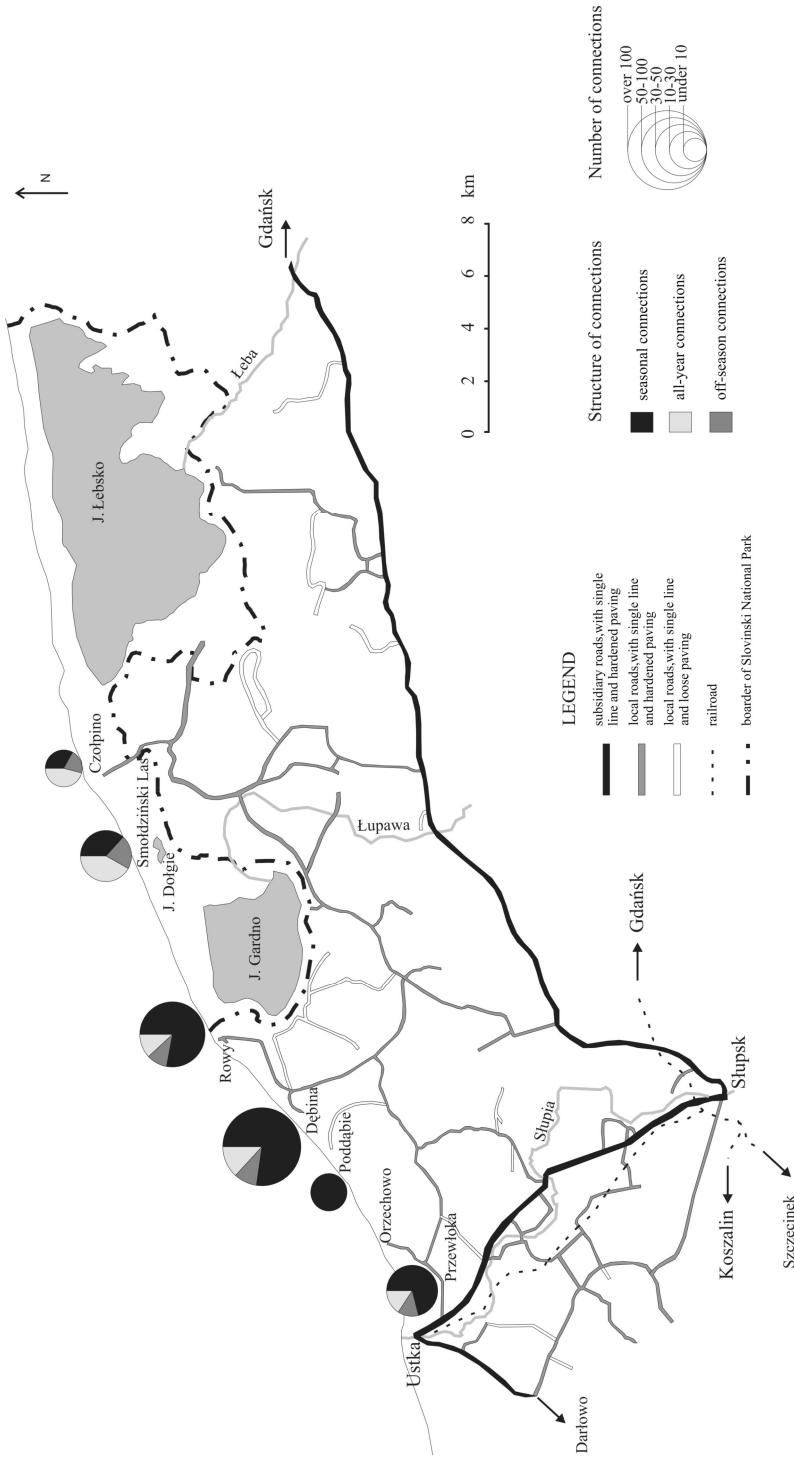 N
Gdańsk
Łeba
J. Łebsko
Czołpino
Smołdziński Las
J. Dołgie
J. Gardno
Łupawa
Rowy
Dębina
Poddąbie
Orzechowo
Przewłoka
Ustka
Słupia
Słupsk
Gdańsk
Koszalin
Szczecinek
Darłowo
0 2 4 6 8 km
LEGEND
subsidiary roads,with single
line and hardened paving
local roads,with single line
and hardened paving
local roads,with single line
and loose paving
railroad
boarder of Slovinski National Park
Structure of connections
seasonal connections
all-year connections
off-season connections
Number of connections
over 100
50-100
30-50
10-30
under 10